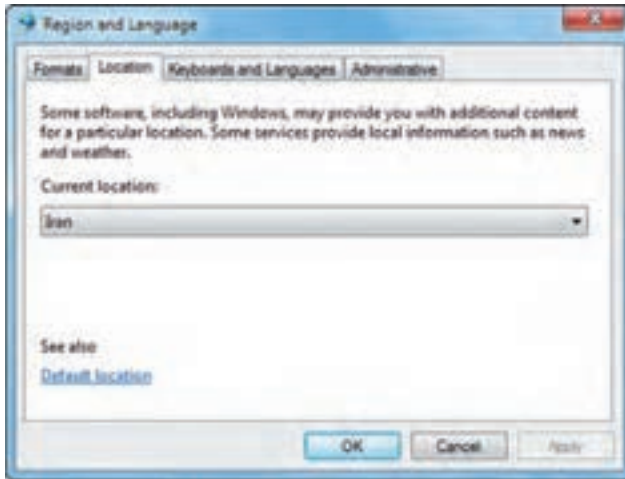 Region and Language
Formats Location Keyboards and Languages Administrative
Some software, including Windows, may provide you with additional content
for a particular location. Some services provide local information such as news
and weather.
Current location:
Iran
See also
Default location
OK Cancel Apply